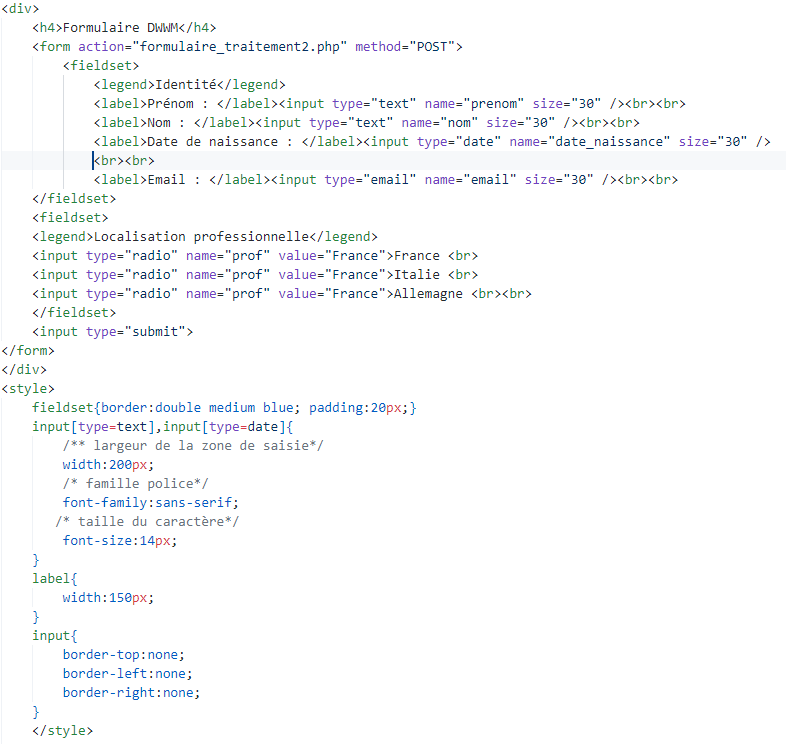 <div>
    <h4>Formulaire DWWM</h4>
    <form action="formulaire_traitement2.php" method="POST">
        <fieldset>
            <legend>Identité</legend>
            <label>Prénom : </label><input type="text" name="prenom" size="30" /><br><br>
            <label>Nom : </label><input type="text" name="nom" size="30" /><br><br>
            <label>Date de naissance : </label><input type="date" name="date_naissance" size="30" />
            <br><br>
            <label>Email : </label><input type="email" name="email" size="30" /><br><br>
    </fieldset>
    <fieldset>
    <legend>Localisation professionnelle</legend>
    <input type="radio" name="prof" value="France">France <br>
    <input type="radio" name="prof" value="France">Italie <br>
    <input type="radio" name="prof" value="France">Allemagne <br><br>
    </fieldset>
    <input type="submit">
</form>
</div>
<style>
    fieldset{border:double medium blue; padding:20px;}
    input[type=text],input[type=date]{
        /** largeur de la zone de saisie*/
        width:200px;
        /* famille police*/
        font-family:sans-serif;
       /* taille du caractère*/
        font-size:14px;
    }
    label{
        width:150px;
    }
    input{
        border-top:none;
        border-left:none;
        border-right:none;
    }
    </style>